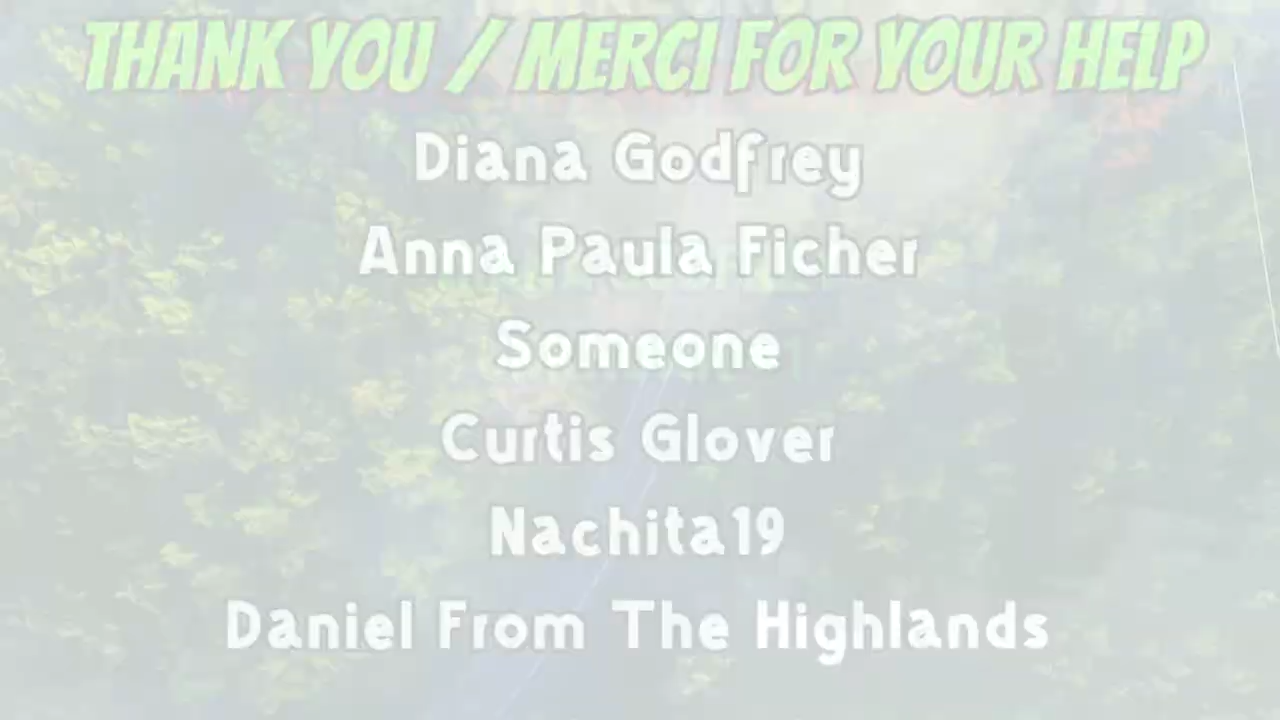 THANK YOU / MERCI FOR YOUR HELP
Diana Godfrey
Anna Paula Ficher
Someone
Curtis Glover
Nachita19
Daniel From The Highlands